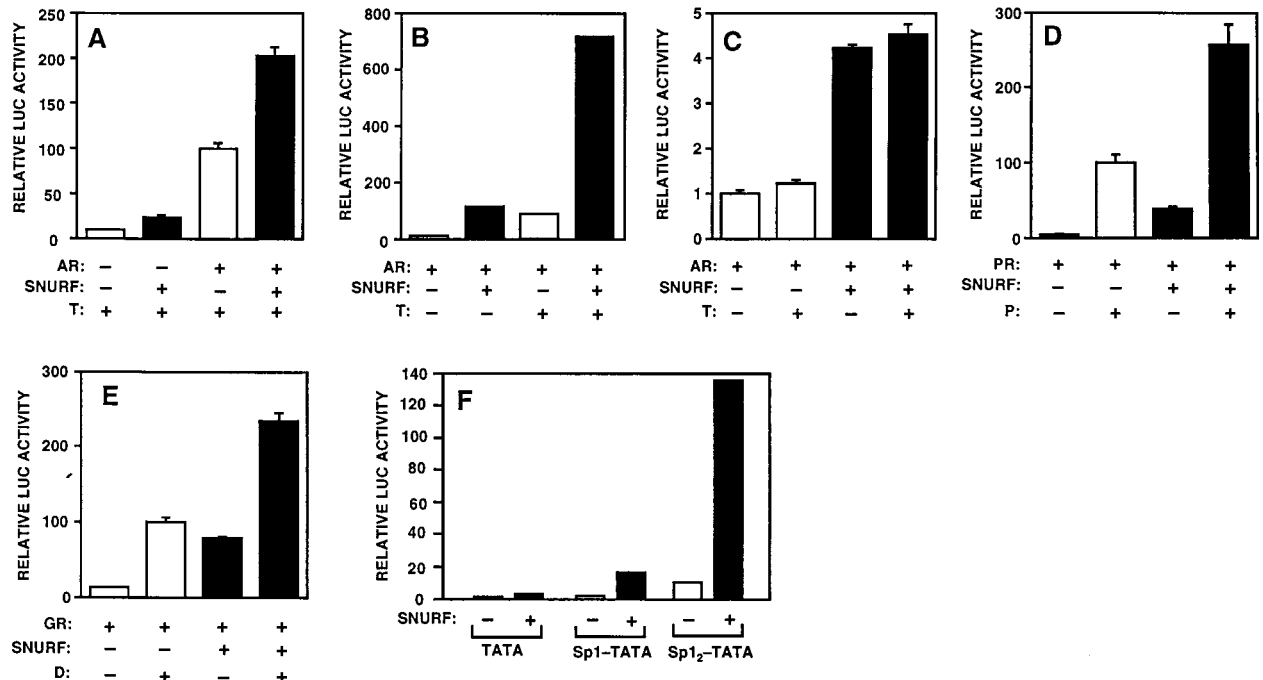 A
RELATIVE LUC ACTIVITY
250
200
150
100
50
0
AR: – – + +
SNURF: – + – +
T: + + + +
B
RELATIVE LUC ACTIVITY
800
600
400
200
0
AR: + + + +
SNURF: – + – +
T: – – + +
C
RELATIVE LUC ACTIVITY
5
4
3
2
1
0
AR: + + + +
SNURF: – – + +
T: – + – +
D
RELATIVE LUC ACTIVITY
300
200
100
0
PR: + + + +
SNURF: – – + +
P: – + – +
E
RELATIVE LUC ACTIVITY
300
200
100
0
GR: + + + +
SNURF: – – + +
D: – + – +
F
RELATIVE LUC ACTIVITY
140
120
100
80
60
40
20
0
SNURF: – + – + – +
TATA Sp1–TATA Sp1₂–TATA